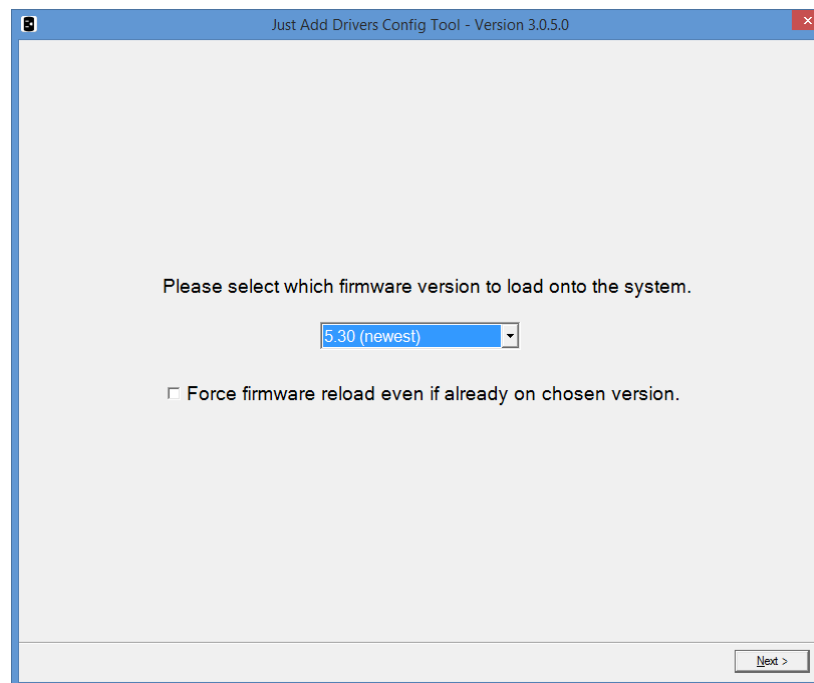 Just Add Drivers Config Tool - Version 3.0.5.0
Please select which firmware version to load onto the system.
5.30 (newest)
Force firmware reload even if already on chosen version.
Next >